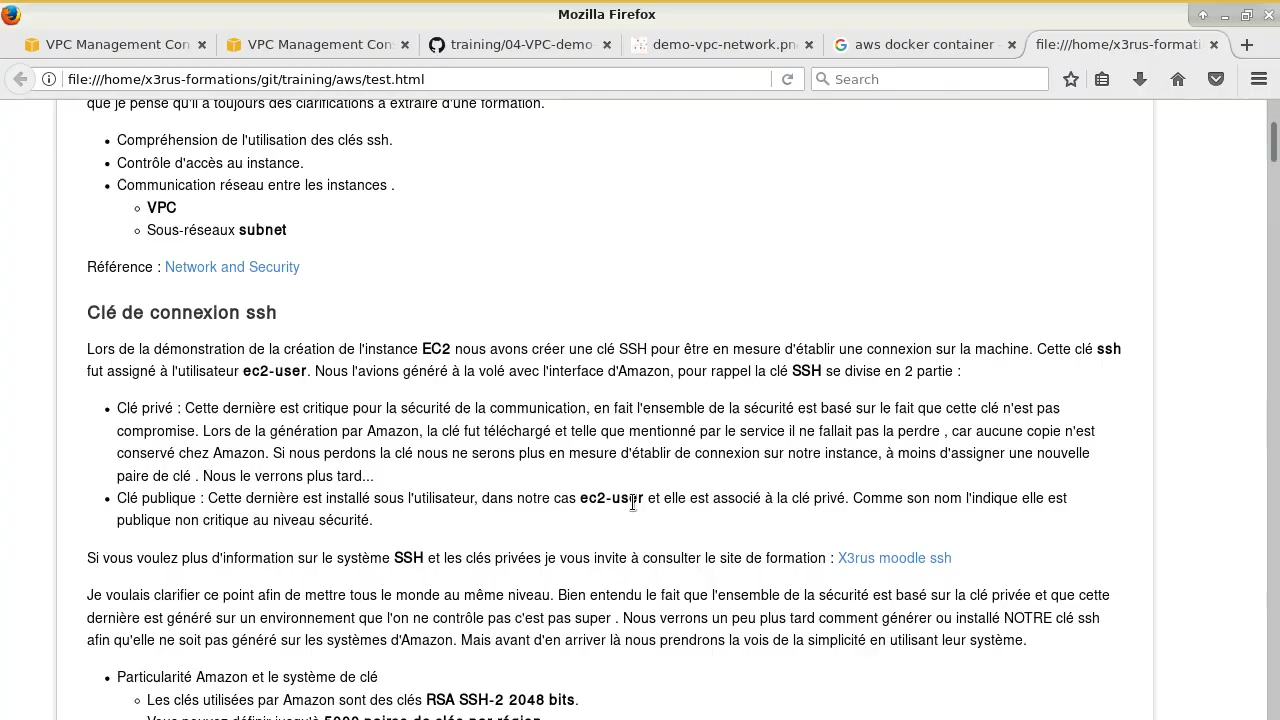 Mozilla Firefox
VPC Management Con
VPC Management Con
training/04-VPC-demo
demo-vpc-network.pn
aws docker container -
file:///home/x3rus-formati
file:///home/x3rus-formations/git/training/aws/test.html
Search
que je pense qu'il a toujours des clarifications à extraire d'une formation.
Compréhension de l'utilisation des clés ssh.
Contrôle d'accès au instance.
Communication réseau entre les instances .
VPC
Sous-réseaux subnet
Référence : Network and Security
Clé de connexion ssh
Lors de la démonstration de la création de l'instance EC2 nous avons créer une clé SSH pour être en mesure d'établir une connexion sur la machine. Cette clé ssh
fut assigné à l'utilisateur ec2-user. Nous l'avions généré à la volé avec l'interface d'Amazon, pour rappel la clé SSH se divise en 2 partie :
Clé privé : Cette dernière est critique pour la sécurité de la communication, en fait l'ensemble de la sécurité est basé sur le fait que cette clé n'est pas
compromise. Lors de la génération par Amazon, la clé fut téléchargé et telle que mentionné par le service il ne fallait pas la perdre , car aucune copie n'est
conservé chez Amazon. Si nous perdons la clé nous ne serons plus en mesure d'établir de connexion sur notre instance, à moins d'assigner une nouvelle
paire de clé . Nous le verrons plus tard...
Clé publique : Cette dernière est installé sous l'utilisateur, dans notre cas ec2-user et elle est associé à la clé privé. Comme son nom l'indique elle est
publique non critique au niveau sécurité.
Si vous voulez plus d'information sur le système SSH et les clés privées je vous invite à consulter le site de formation : X3rus moodle ssh
Je voulais clarifier ce point afin de mettre tous le monde au même niveau. Bien entendu le fait que l'ensemble de la sécurité est basé sur la clé privée et que cette
dernière est généré sur un environnement que l'on ne contrôle pas c'est pas super . Nous verrons un peu plus tard comment générer ou installé NOTRE clé ssh
afin qu'elle ne soit pas généré sur les systèmes d'Amazon. Mais avant d'en arriver là nous prendrons la vois de la simplicité en utilisant leur système.
Particularité Amazon et le système de clé
Les clés utilisées par Amazon sont des clés RSA SSH-2 2048 bits.
Vous pouvez définir jusqu'à 5000 paires de clés par région